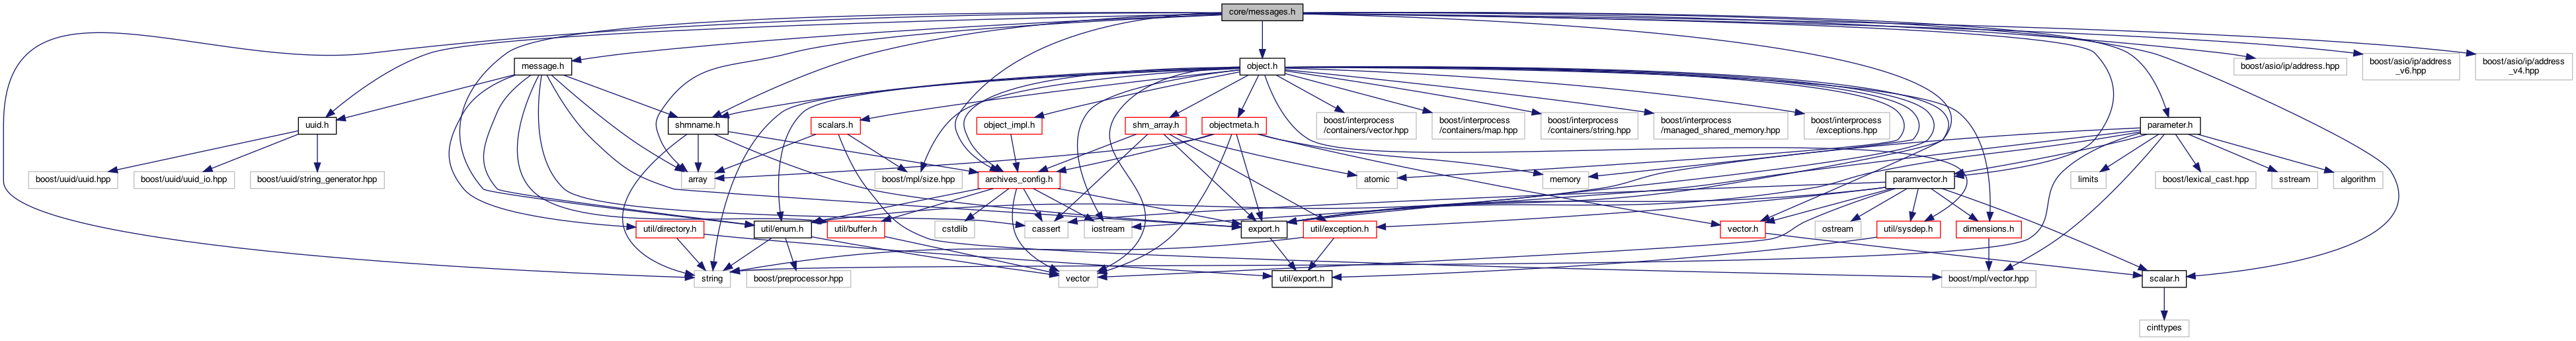 core/messages.h
message.h
object.h
boost/asio/ip/address.hpp
boost/asio/ip/address
_v6.hpp
boost/asio/ip/address
_v4.hpp
uuid.h
shmname.h
scalars.h
object_impl.h
shm_array.h
objectmeta.h
boost/interprocess
/containers/vector.hpp
boost/interprocess
/containers/map.hpp
boost/interprocess
/containers/string.hpp
boost/interprocess
/managed_shared_memory.hpp
boost/interprocess
/exceptions.hpp
parameter.h
boost/uuid/uuid.hpp
boost/uuid/uuid_io.hpp
boost/uuid/string_generator.hpp
array
boost/mpl/size.hpp
archives_config.h
atomic
memory
paramvector.h
limits
boost/lexical_cast.hpp
sstream
algorithm
util/directory.h
util/enum.h
util/buffer.h
cstdlib
cassert
iostream
export.h
util/exception.h
vector.h
ostream
util/sysdep.h
dimensions.h
string
boost/preprocessor.hpp
vector
util/export.h
boost/mpl/vector.hpp
scalar.h
cinttypes